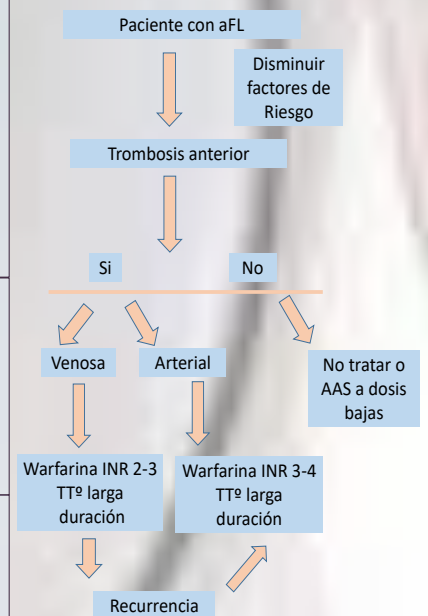 Paciente con aFL
Disminuir
factores de
Riesgo
Trombosis anterior
Si
No
Venosa
Arterial
No tratar o
AAS a dosis
bajas
Warfarina INR 2-3
TTº larga
duración
Warfarina INR 3-4
TTº larga
duración
Recurrencia